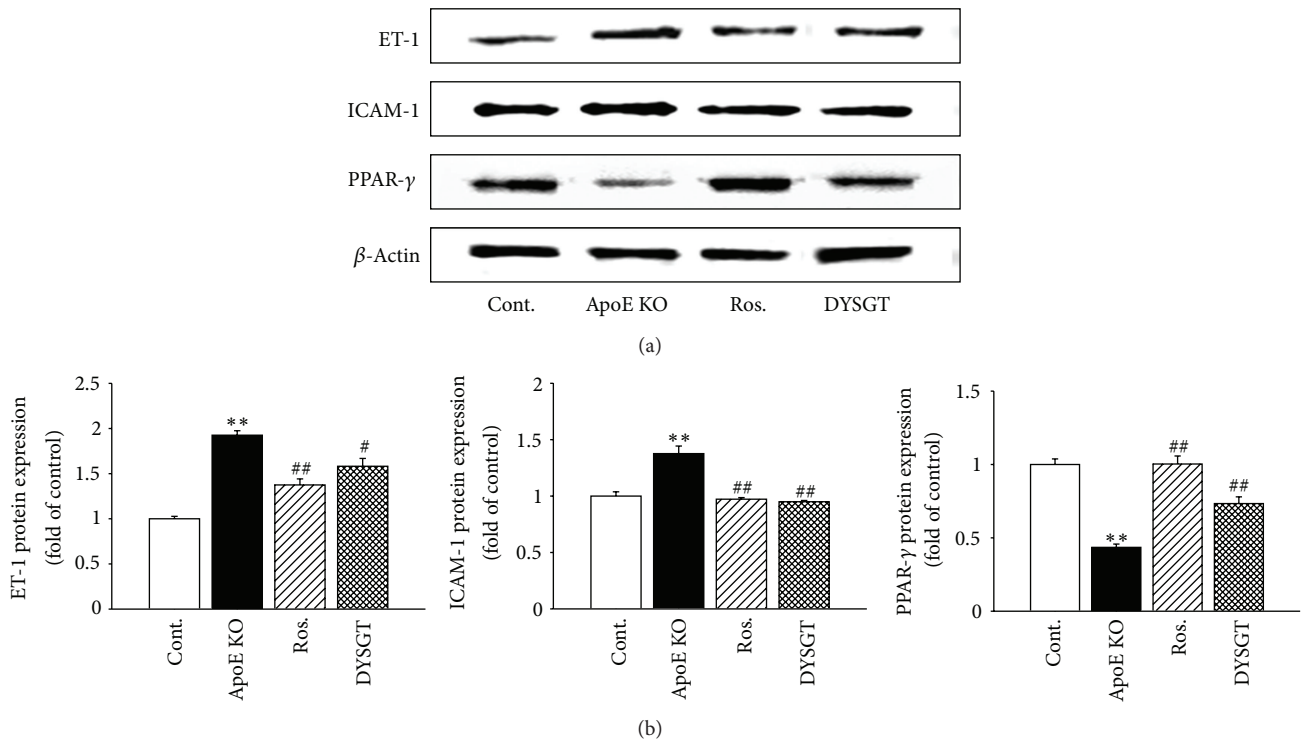 ET-1
ICAM-1
PPAR-γ
β-Actin
Cont. ApoE KO Ros. DYSGT
(a)
ET-1 protein expression
(fold of control)
2.5
2
1.5
1
0.5
0
**
##
#
Cont.
ApoE KO
Ros.
DYSGT
ICAM-1 protein expression
(fold of control)
2
1.5
1
0.5
0
**
##
##
Cont.
ApoE KO
Ros.
DYSGT
PPAR-γ protein expression
(fold of control)
1.5
1
0.5
0
**
##
##
Cont.
ApoE KO
Ros.
DYSGT
(b)